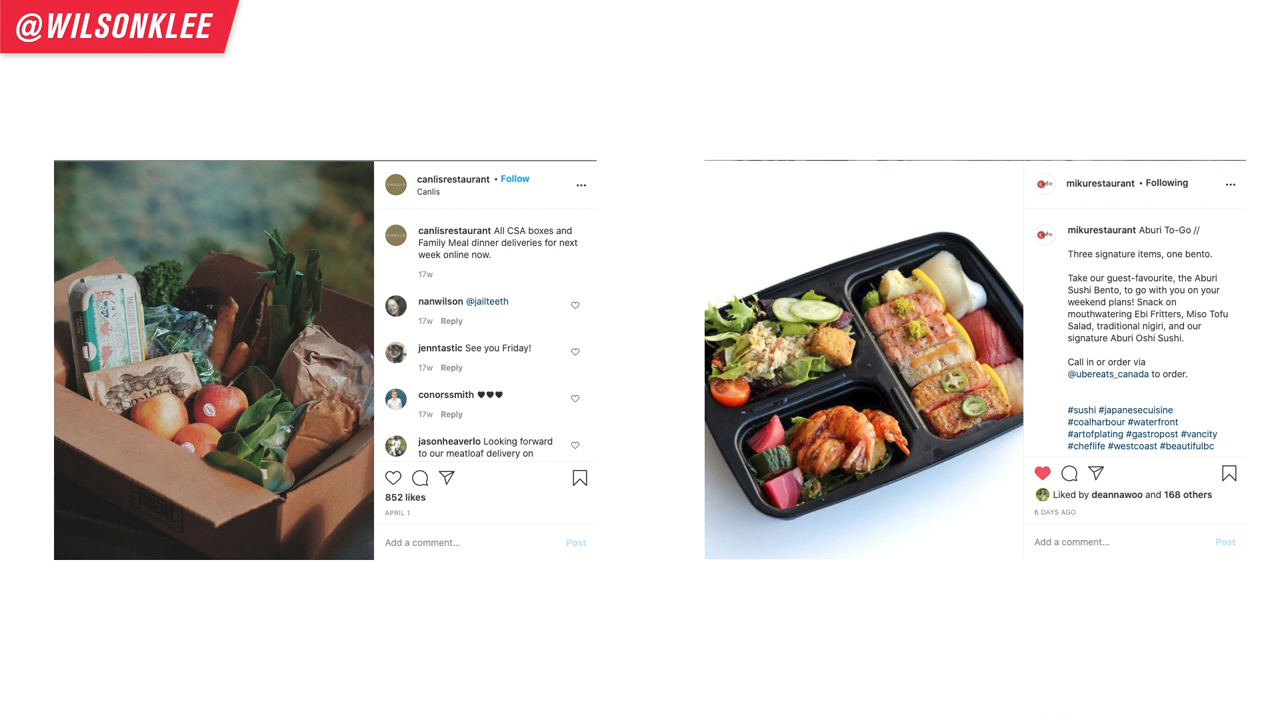 @WILSONKLEE
canlisrestaurant • Follow
Canlis
canlisrestaurant All CSA boxes and
Family Meal dinner deliveries for next
week online now.
17w
nanwilson @jailteeth
17w Reply
jenntastic See you Friday!
17w Reply
conorssmith ♥♥♥
17w Reply
jasonheaverlo Looking forward
to our meatloaf delivery on
852 likes
APRIL 1
Add a comment...
Post
mikurestaurant • Following
mikurestaurant Aburi To-Go //
Three signature items, one bento.
Take our guest-favourite, the Aburi
Sushi Bento, to go with you on your
weekend plans! Snack on
mouthwatering Ebi Fritters, Miso Tofu
Salad, traditional nigiri, and our
signature Aburi Oshi Sushi.
Call in or order via
@ubereats_canada to order.
#sushi #japanesecuisine
#coalharbour #waterfront
#artofplating #gastropost #vancity
#cheflife #westcoast #beautifulbc
Liked by deannawoo and 168 others
6 DAYS AGO
Add a comment...
Post